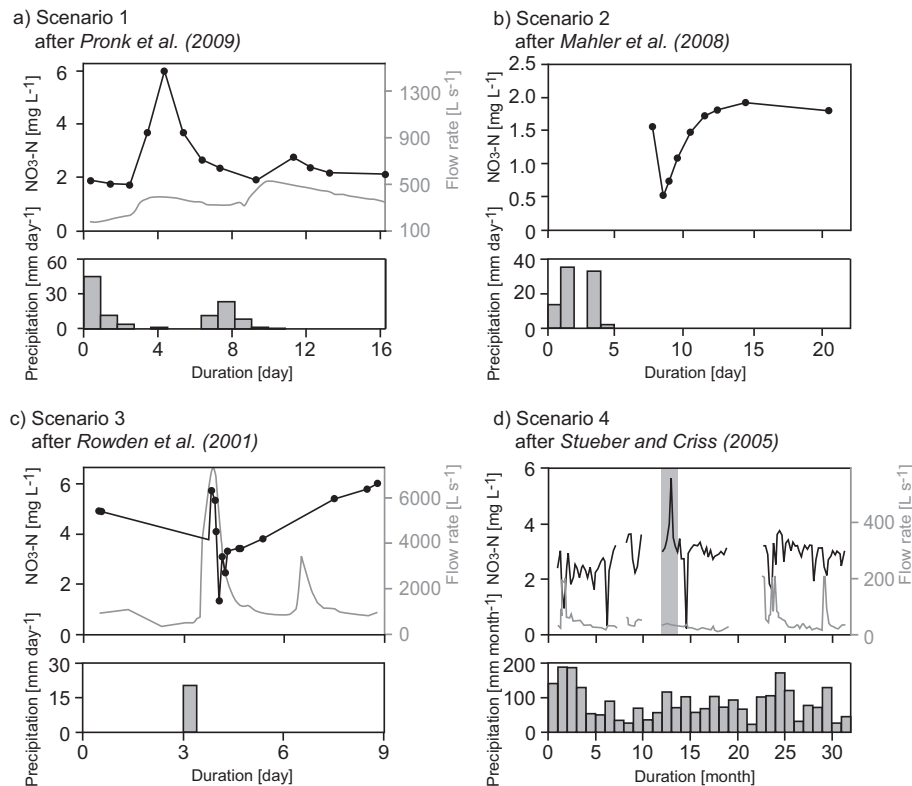 a) Scenario 1
after Pronk et al. (2009)
6
4
2
0
NO3-N [mg L-1]
1300
900
500
100
Flow rate [L s-1]
60
30
0
Precipitation [mm day-1]
0 4 8 12 16
Duration [day]
b) Scenario 2
after Mahler et al. (2008)
2.5
2.0
1.5
1.0
0.5
0
NO3-N [mg L-1]
40
20
0
Precipitation [mm day-1]
0 5 10 15 20
Duration [day]
c) Scenario 3
after Rowden et al. (2001)
6
4
2
0
NO3-N [mg L-1]
6000
4000
2000
0
Flow rate [L s-1]
30
15
0
Precipitation [mm day-1]
0 3 6 9
Duration [day]
d) Scenario 4
after Stueber and Criss (2005)
6
4
2
0
NO3-N [mg L-1]
400
200
0
Flow rate [L s-1]
200
100
0
Precipitation [mm month-1]
0 5 10 15 20 25 30
Duration [month]